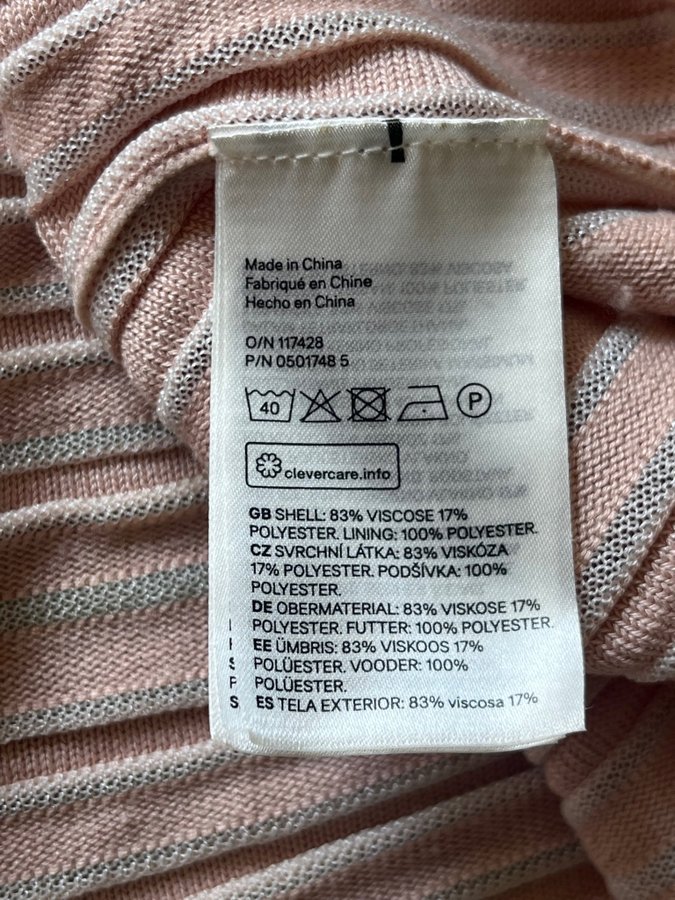 Made in China
Fabriqué en Chine
Hecho en China
O/N 117428
P/N 0501748 5
40
P
clevercare.info
GB SHELL: 83% VISCOSE 17%
POLYESTER. LINING: 100% POLYESTER.
CZ SVRCHNÍ LÁTKA: 83% VISKÓZA
17% POLYESTER. PODŠÍVKA: 100%
POLYESTER.
DE OBERMATERIAL: 83% VISKOSE 17%
POLYESTER. FUTTER: 100% POLYESTER.
EE ÜMBRIS: 83% VISKOOS 17%
POLÜESTER. VOODER: 100%
POLÜESTER.
ES TELA EXTERIOR: 83% viscosa 17%